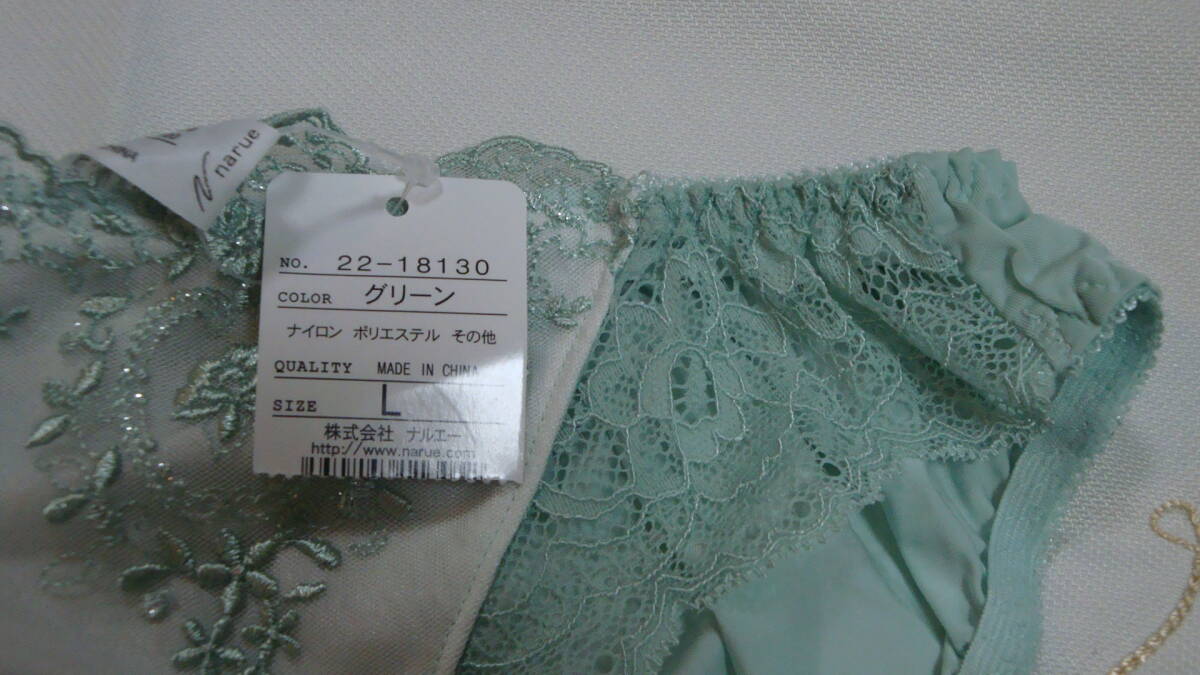 narue
NO. 22-18130
COLOR グリーン
ナイロン ポリエステル その他
QUALITY MADE IN CHINA
SIZE L
株式会社 ナルエー
http://www.narue.com